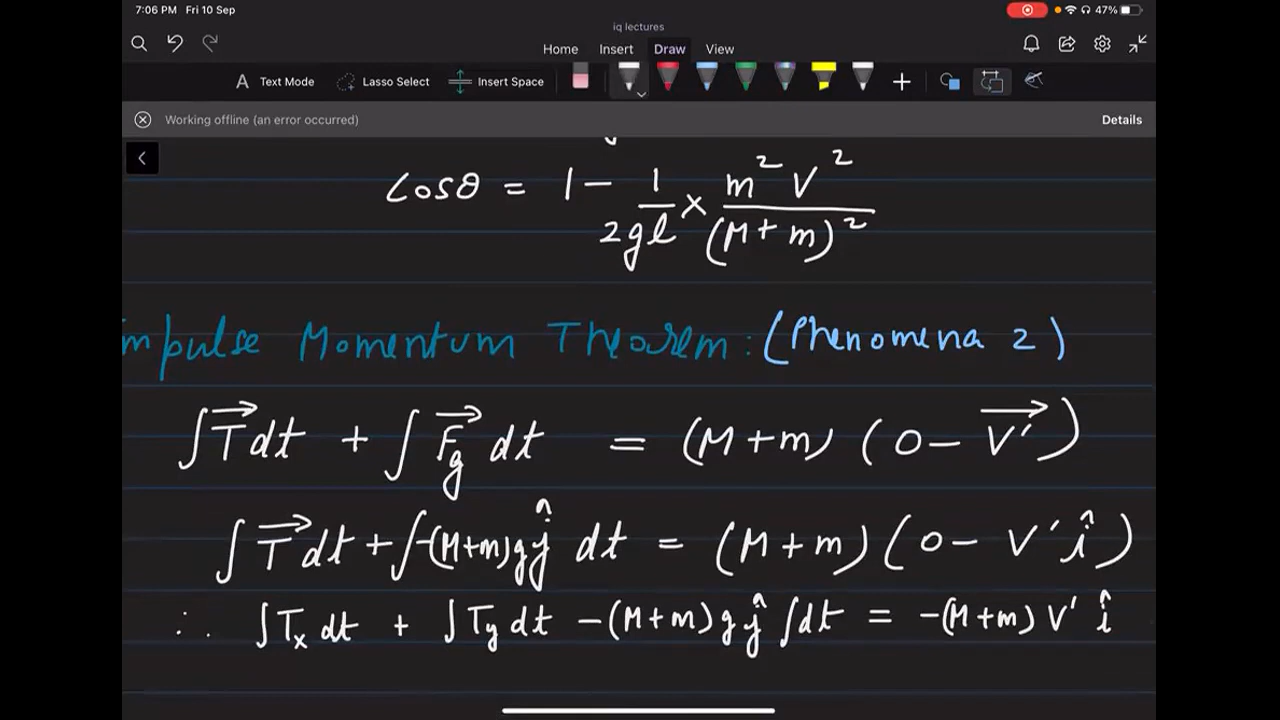 7:06 PM Fri 10 Sep 47%
iq lectures
Home Insert Draw View
A Text Mode Lasso Select Insert Space
Working offline (an error occurred) Details
Cosθ = 1 - 1/2gl × m²V²/(M+m)²
mpulse Momentum Theorem: (Phenomena 2)
∫T⃗dt + ∫F⃗g dt = (M+m) (0 - V⃗')
∫T⃗dt + ∫-(M+m)gĵ dt = (M+m) (0 - V'î)
∴ ∫Tx dt + ∫Ty dt - (M+m)gĵ ∫dt = -(M+m) V' î